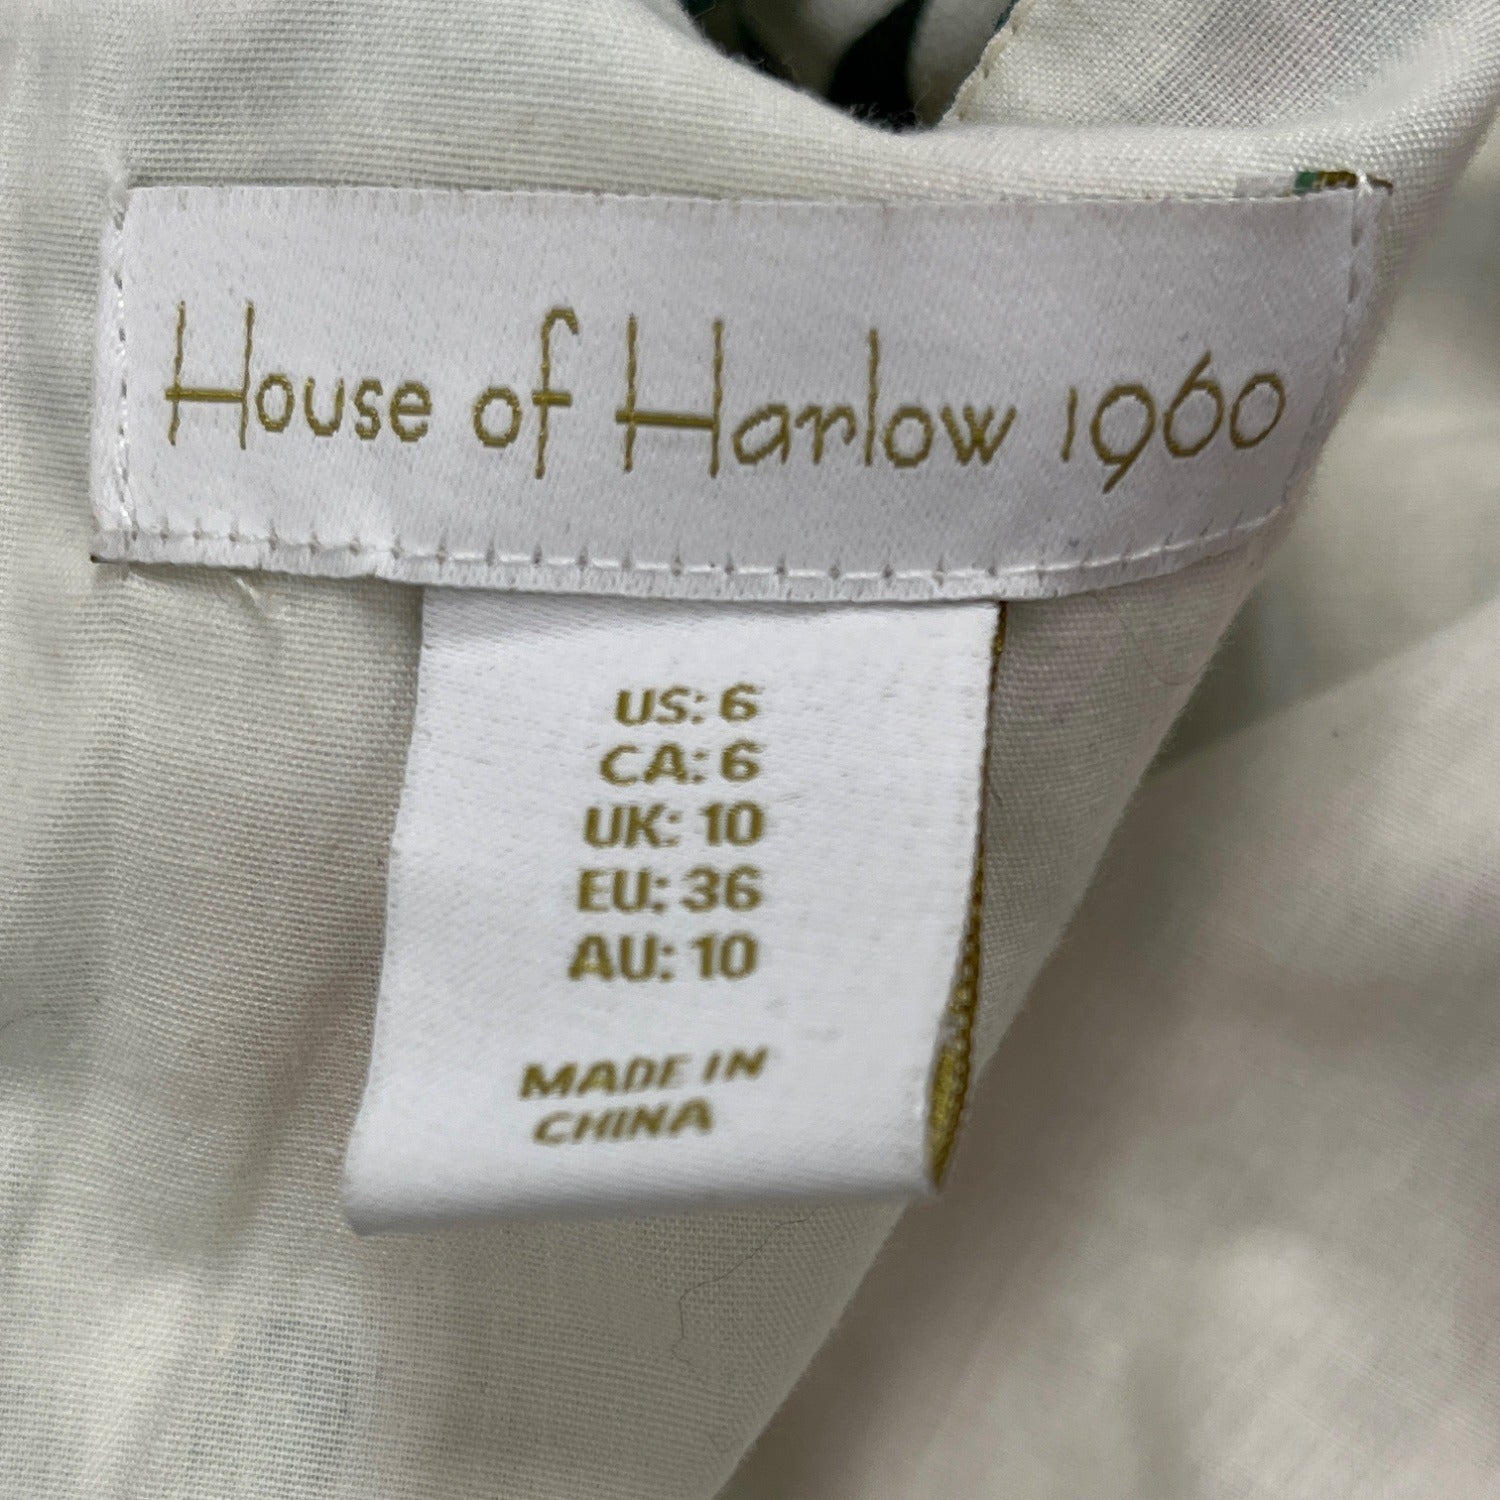 House of Harlow 1960
US: 6
CA: 6
UK: 10
EU: 36
AU: 10
MADE IN
CHINA